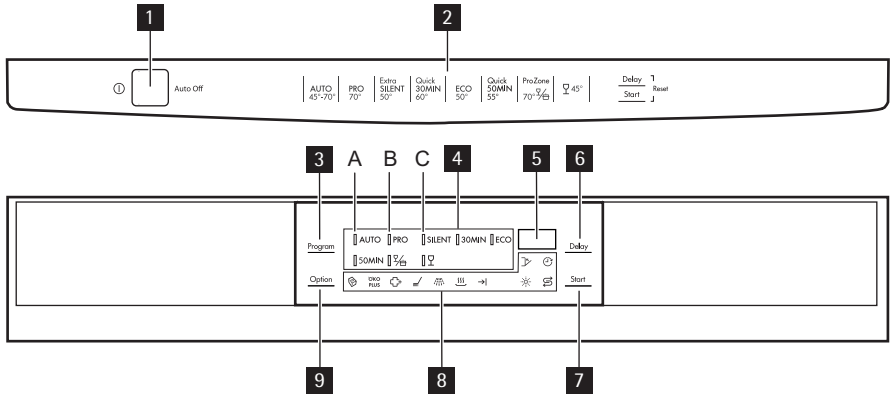 1
2
Auto Off
AUTO
45°-70°
PRO
70°
Extra
SILENT
50°
Quick
30MIN
60°
ECO
50°
Quick
50MIN
55°
ProZone
70°
45°
Delay
Start
Reset
3
A
B
C
4
5
6
Program
AUTO PRO SILENT 30MIN ECO
Delay
50MIN
Option
ÖKO
PLUS
Start
9
8
7